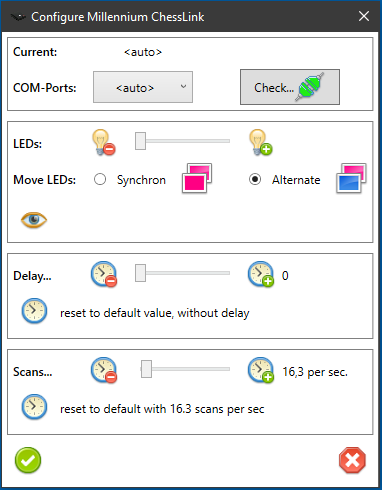 Configure Millennium ChessLink
Current: <auto>
COM-Ports: <auto> Check...
LEDs:
Move LEDs: Synchron Alternate
Delay... 0
reset to default value, without delay
Scans... 16,3 per sec.
reset to default with 16.3 scans per sec